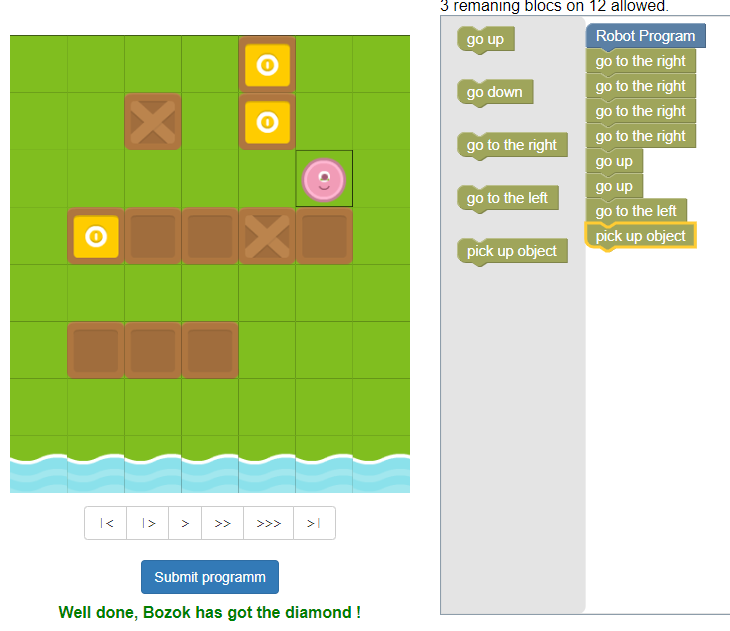 3 remaning blocs on 12 allowed.
go up
go down
go to the right
go to the left
pick up object
Robot Program
go to the right
go to the right
go to the right
go to the right
go up
go up
go to the left
pick up object
|< |> > >> >>> >|
Submit programm
Well done, Bozok has got the diamond !